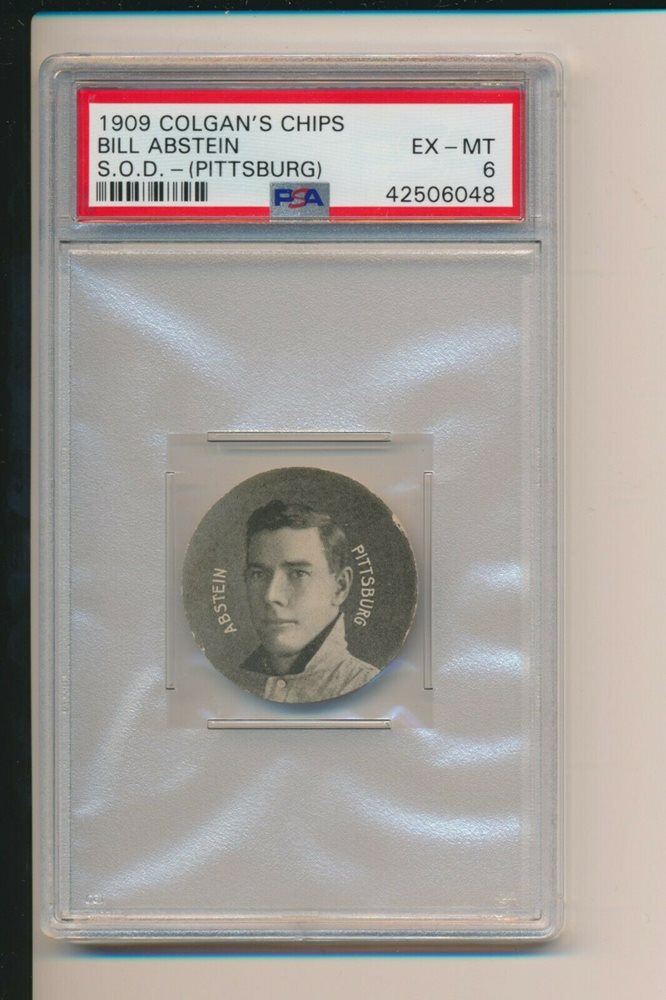 1909 COLGAN'S CHIPS
BILL ABSTEIN EX - MT
S.O.D. - (PITTSBURG) 6
PSA 42506048
ABSTEIN
PITTSBURG